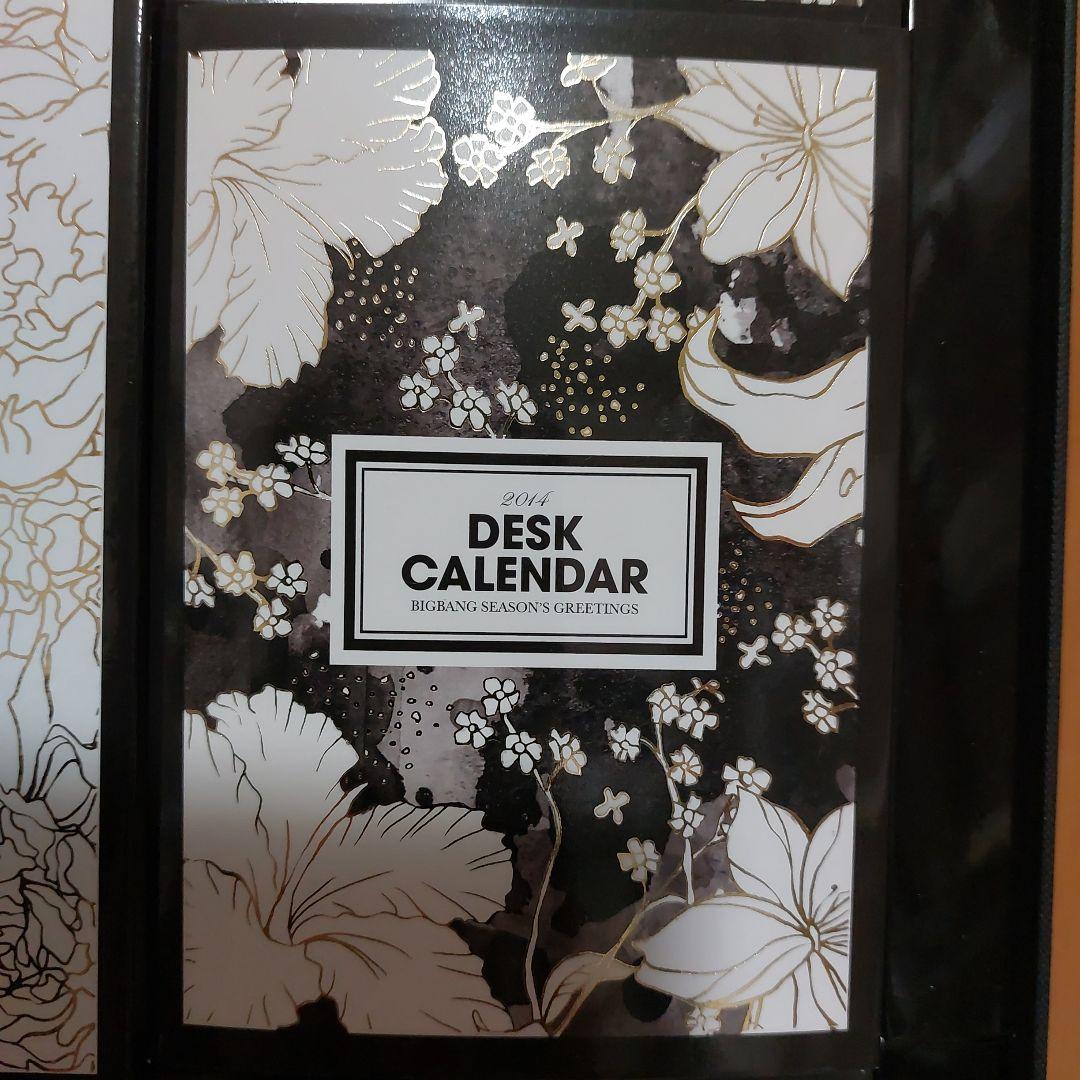 2014
DESK
CALENDAR
BIGBANG SEASON'S GREETINGS